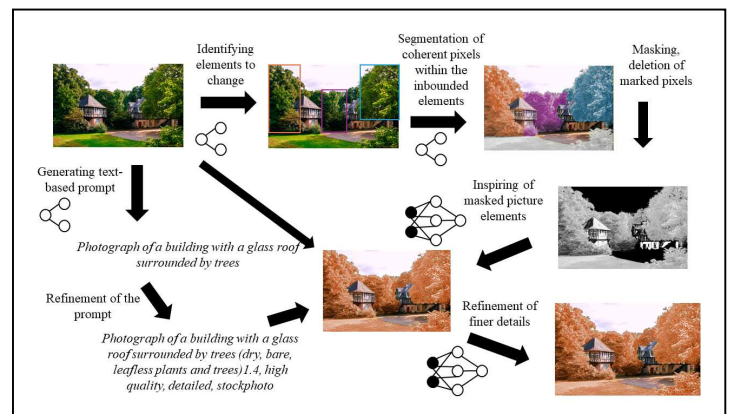 Identifying
elements to
change
Segmentation of
coherent pixels
within the
inbounded
elements
Masking,
deletion of
marked pixels
Generating text-
based prompt
Inspiring of
masked picture
elements
Photograph of a building with a glass roof
surrounded by trees
Refinement of the
prompt
Refinement of
finer details
Photograph of a building with a glass
roof surrounded by trees (dry, bare,
leafless plants and trees)1.4, high
quality, detailed, stockphoto